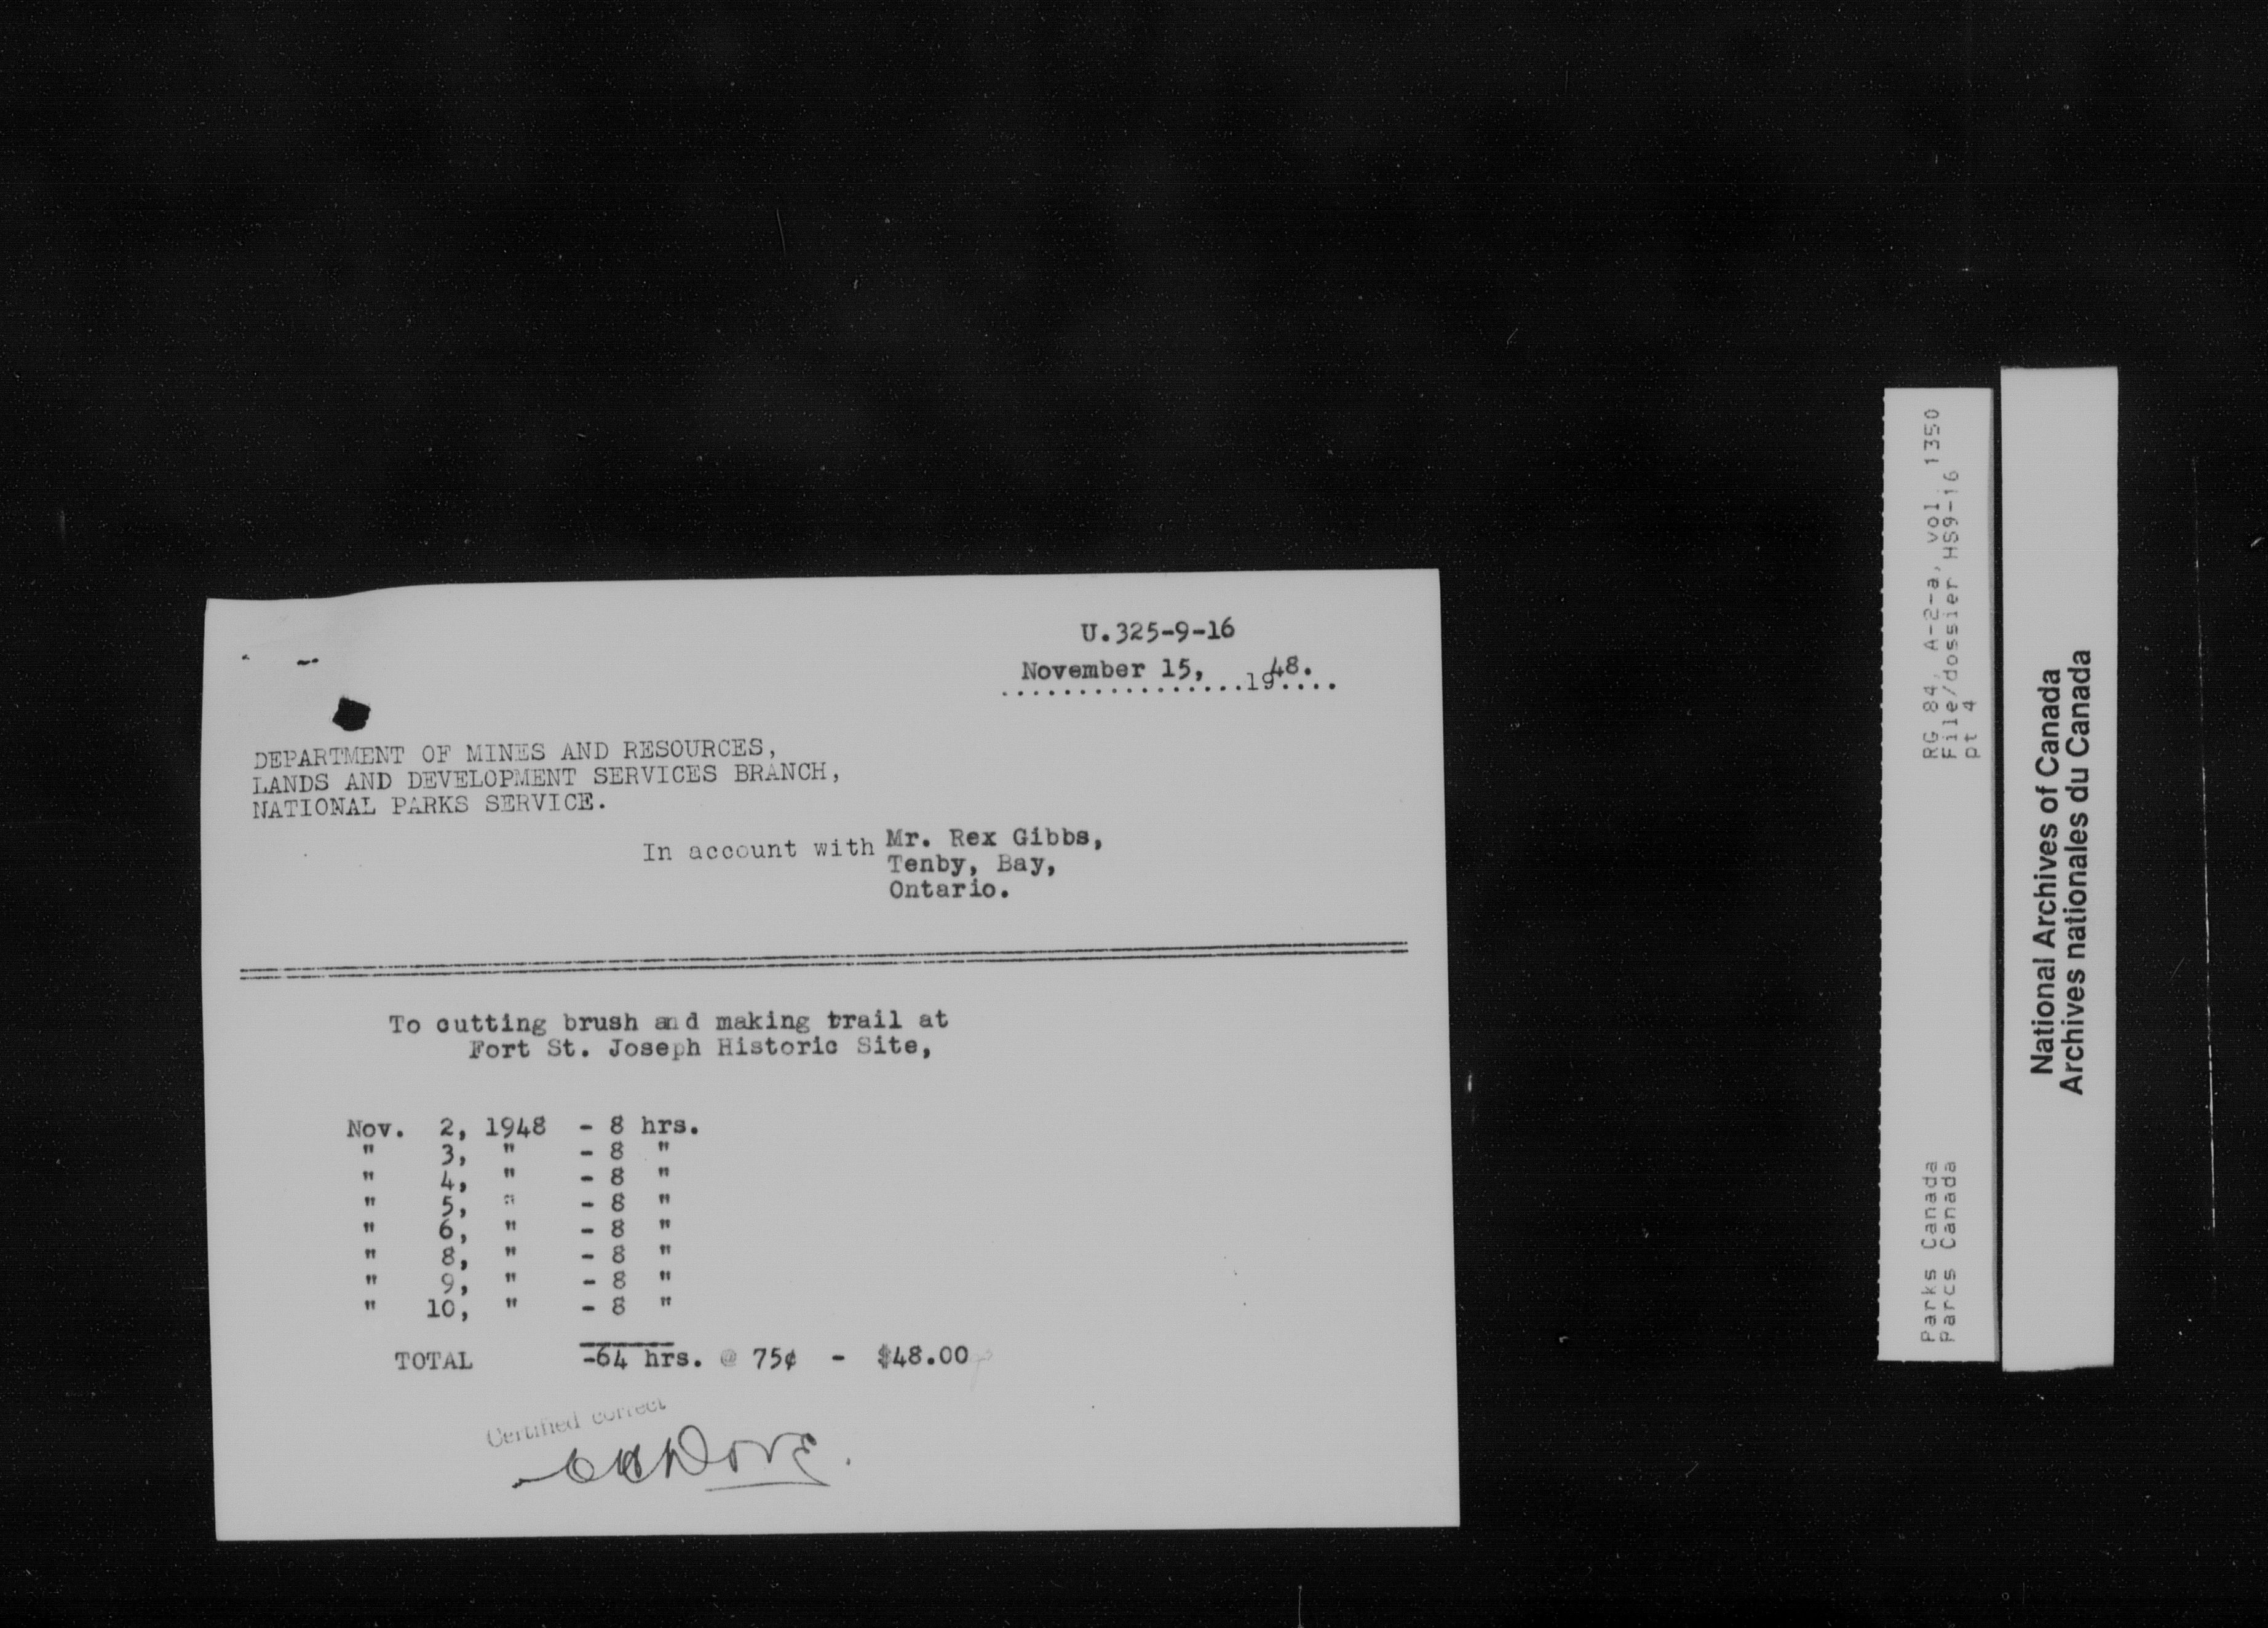 U.325-9-16
November 15, 1948.
DEPARTMENT OF MINES AND RESOURCES,
LANDS AND DEVELOPMENT SERVICES BRANCH,
NATIONAL PARKS SERVICE.
In account with Mr. Rex Gibbs,
Tenby, Bay,
Ontario.
To cutting brush and making trail at
Fort St. Joseph Historic Site,
Nov. 2, 1948 - 8 hrs.
" 3, " - 8 "
" 4, " - 8 "
" 5, " - 8 "
" 6, " - 8 "
" 8, " - 8 "
" 9, " - 8 "
" 10, " - 8 "
TOTAL -64 hrs. @ 75¢ - $48.00
Certified correct
RG 84, A-2-a, vol. 1350
File/dossier HS9-16
pt 4
Parks Canada
Parcs Canada
National Archives of Canada
Archives nationales du Canada